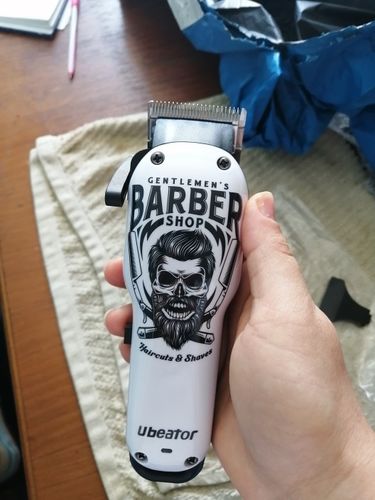 GENTLEMEN'S
BARBER
SHOP
Haircuts & Shaves
Ubeator